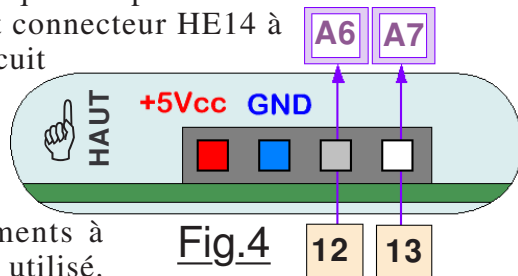 t connecteur HE14 à
cuit
A6 A7
+5Vcc GND
HAUT
ments à
utilisé.
Fig.4
12 13